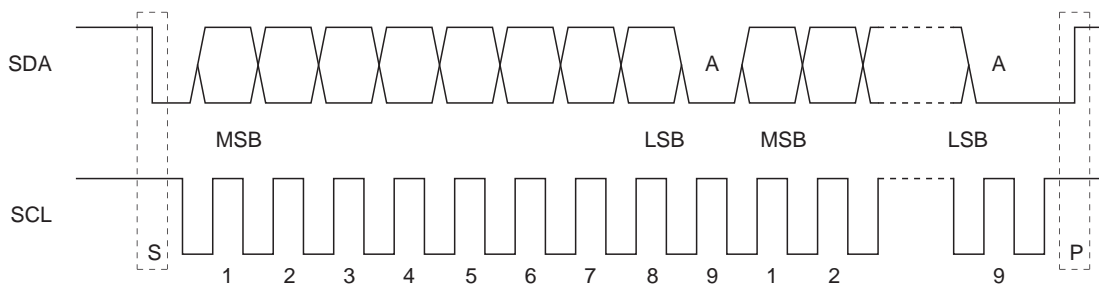 SDA A A
MSB LSB MSB LSB
SCL
S P
1 2 3 4 5 6 7 8 9 1 2 9